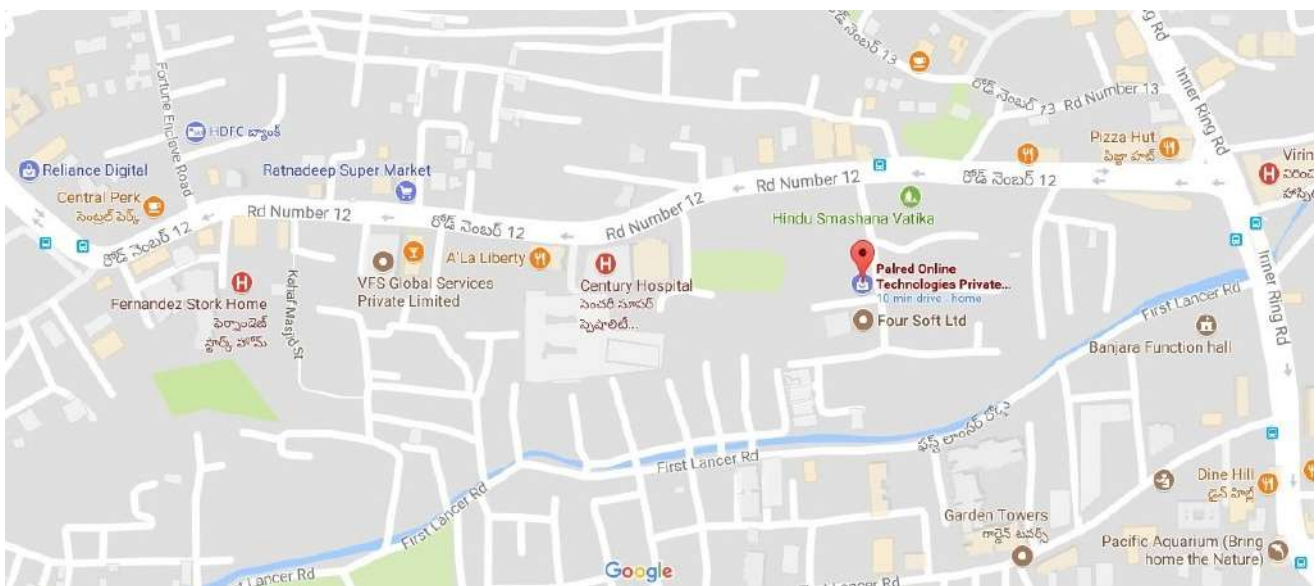 రోడ్ నెంబర్ 13
Inner Ring Rd
Fortune Enclave Road
రోడ్ నెంబర్ 13
Rd Number 13
HDFC బ్యాంక్
Pizza Hut
పిజ్జా హట్
Reliance Digital
Ratnadeep Super Market
Rd Number 12
రోడ్ నెంబర్ 12
Central Perk
సెంట్రల్ పెర్క్
Rd Number 12
రోడ్ నెంబర్ 12
Rd Number 12
Hindu Smashana Vatika
రోడ్ నెంబర్ 12
A'La Liberty
Century Hospital
సెంచరీ సూపర్
స్పెషాలిటీ...
VFS Global Services
Private Limited
Palred Online
Technologies Private...
10 min drive - home
Four Soft Ltd
Fernandez Stork Home
ఫెర్నాండెజ్
స్టార్క్ హోమ్
First Lancer Rd
Inner Ring Rd
Banjara Function hall
ఫస్ట్ లాన్సర్ రోడ్
First Lancer Rd
First Lancer Rd
Dine Hill
డైన్ హిల్
Garden Towers
గార్డెన్ టవర్స్
Pacific Aquarium (Bring
home the Nature)
Google
Lancer Rd